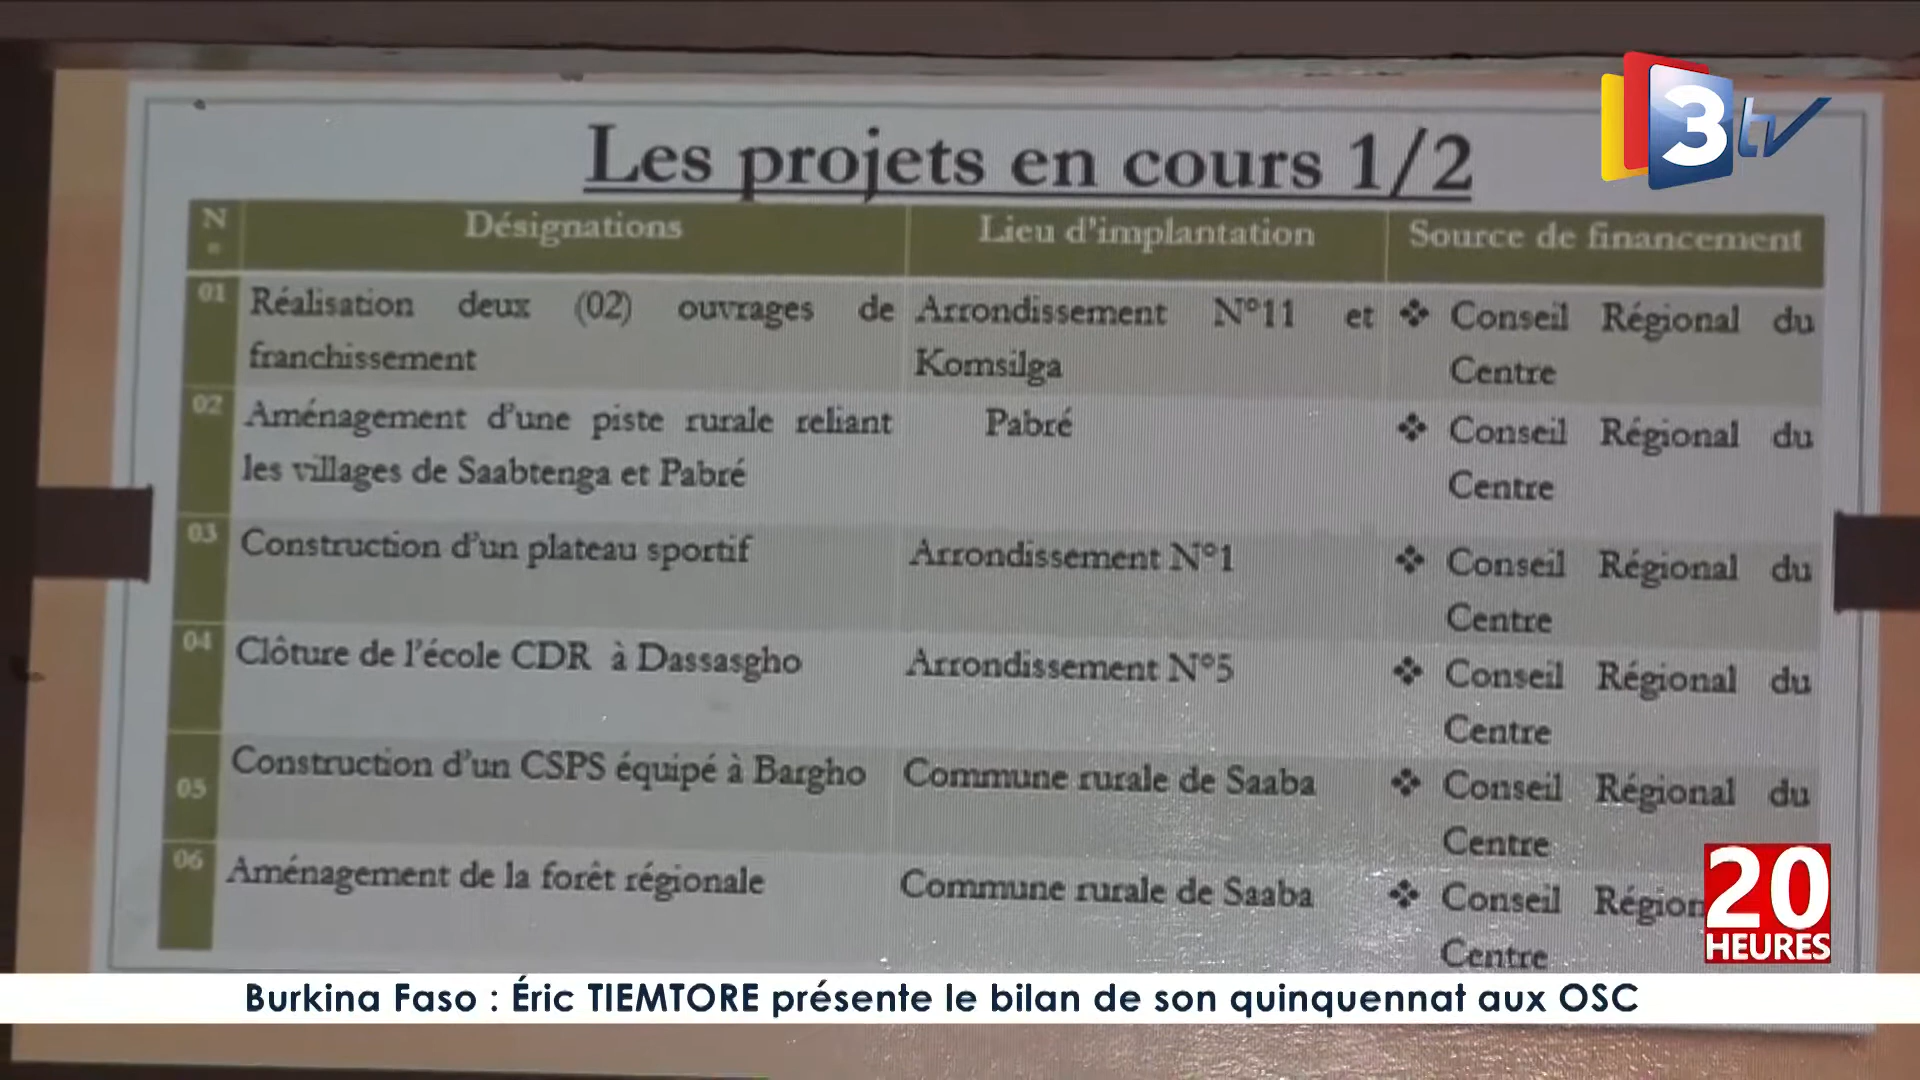 3tv
Les projets en cours 1/2
N° Désignations Lieu d'implantation Source de financement
01 Réalisation deux (02) ouvrages de Arrondissement N°11 et ❖ Conseil Régional du
franchissement Komsilga Centre
02 Aménagement d'une piste rurale reliant Pabré ❖ Conseil Régional du
les villages de Saabtenga et Pabré Centre
03 Construction d'un plateau sportif Arrondissement N°1 ❖ Conseil Régional du
Centre
04 Clôture de l'école CDR à Dassasgho Arrondissement N°5 ❖ Conseil Régional du
Centre
05 Construction d'un CSPS équipé à Bargho Commune rurale de Saaba ❖ Conseil Régional du
Centre
06 Aménagement de la forêt régionale Commune rurale de Saaba ❖ Conseil Région
Centre
20
HEURES
Burkina Faso : Éric TIEMTORE présente le bilan de son quinquennat aux OSC